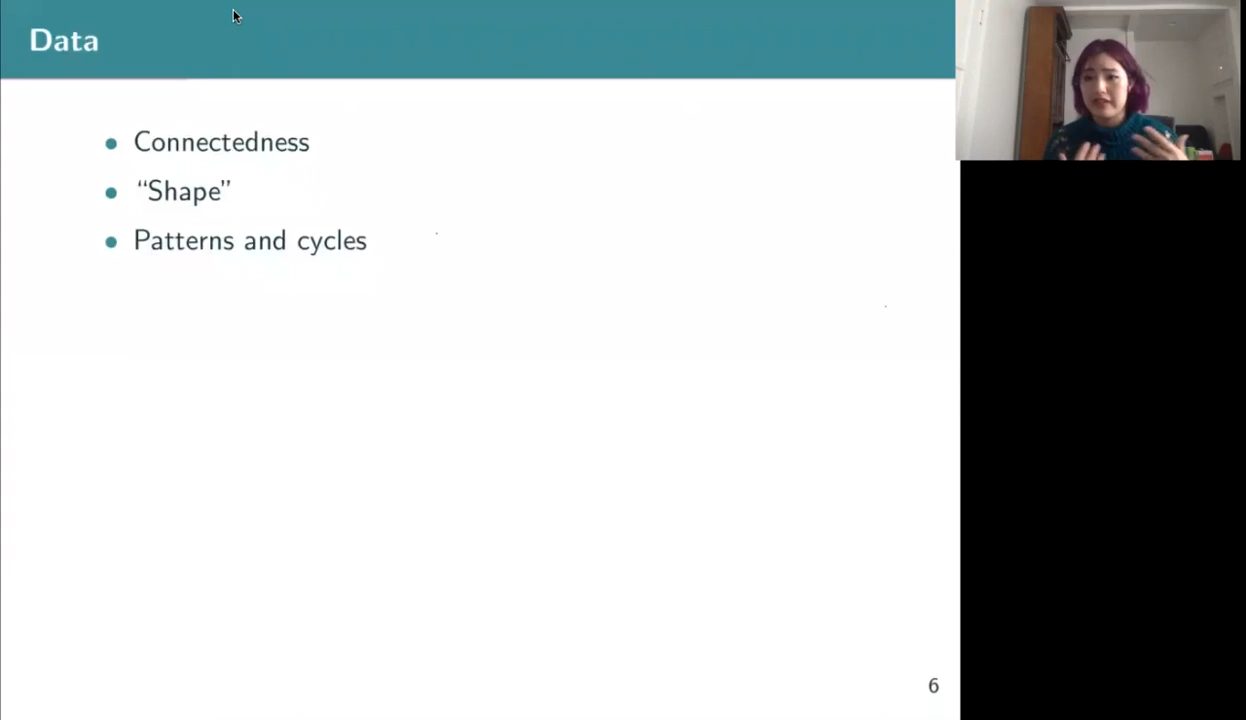 Data
Connectedness
“Shape”
Patterns and cycles
6